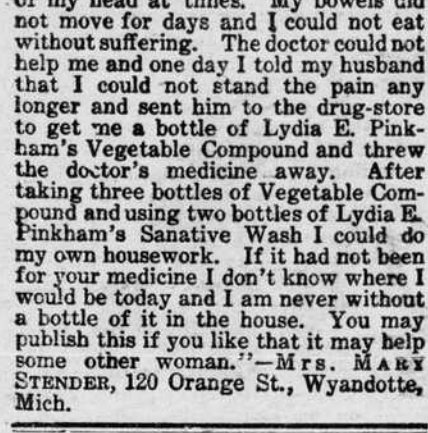 of my head at times. My bowels did
not move for days and I could not eat
without suffering. The doctor could not
help me and one day I told my husband
that I could not stand the pain any
longer and sent him to the drug-store
to get me a bottle of Lydia E. Pink-
ham's Vegetable Compound and threw
the doctor's medicine away. After
taking three bottles of Vegetable Com-
pound and using two bottles of Lydia E.
Pinkham's Sanative Wash I could do
my own housework. If it had not been
for your medicine I don't know where I
would be today and I am never without
a bottle of it in the house. You may
publish this if you like that it may help
some other woman."—Mrs. MARY
STENDER, 120 Orange St., Wyandotte,
Mich.